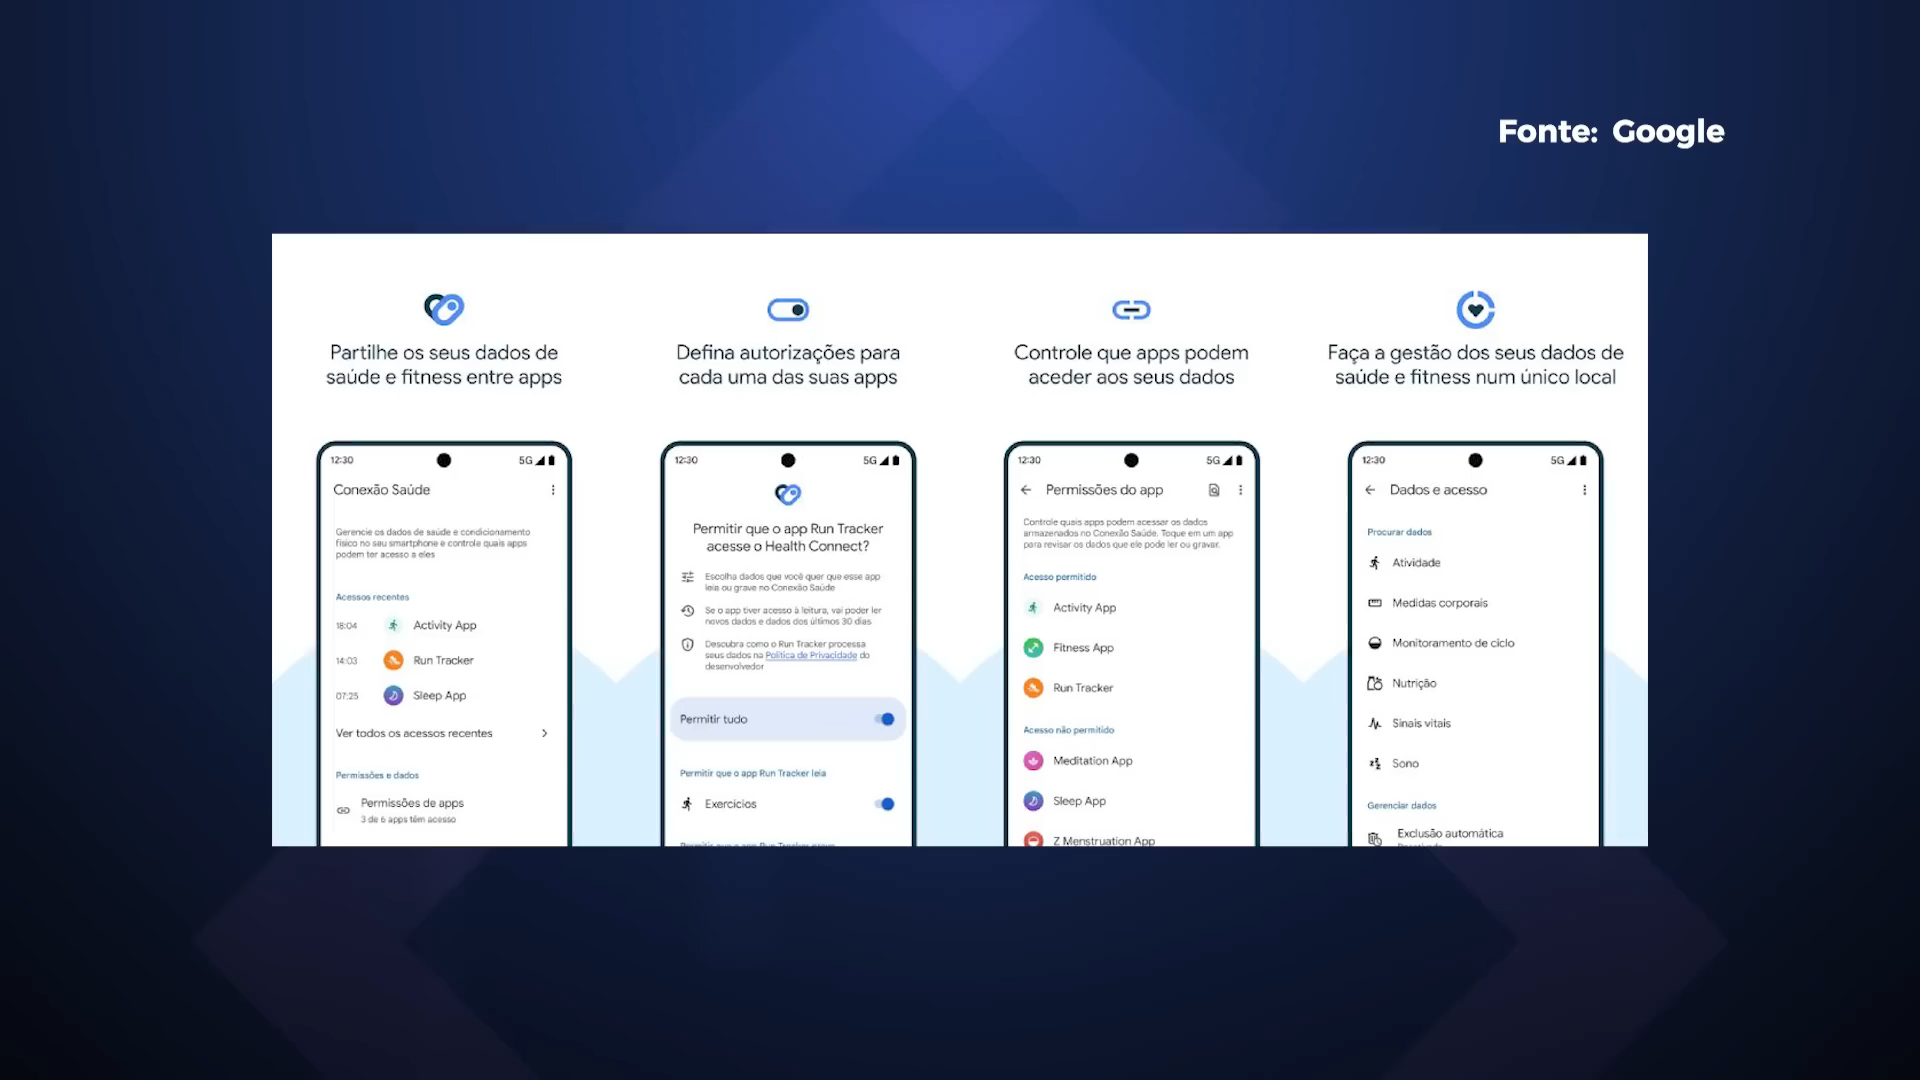 Fonte: Google
Partilhe os seus dados de
saúde e fitness entre apps
12:30
5G
Conexão Saúde
Gerencie os dados de saúde e condicionamento
físico no seu smartphone e controle quais apps
podem ter acesso a eles
Acessos recentes
18:04 Activity App
14:03 Run Tracker
07:25 Sleep App
Ver todos os acessos recentes
Permissões e dados
Permissões de apps
3 de 6 apps têm acesso
Defina autorizações para
cada uma das suas apps
12:30
5G
Permitir que o app Run Tracker
acesse o Health Connect?
Escolha dados que você quer que esse app
leia ou grave no Conexão Saúde
Se o app tiver acesso à leitura, vai poder ler
novos dados e dados dos últimos 30 dias
Descubra como o Run Tracker processa
seus dados na Política de Privacidade do
desenvolvedor
Permitir tudo
Permitir que o app Run Tracker leia
Exercícios
Permitir que o app Run Tracker grave
Controle que apps podem
aceder aos seus dados
12:30
5G
Permissões do app
Controle quais apps podem acessar os dados
armazenados no Conexão Saúde. Toque em um app
para revisar os dados que ele pode ler ou gravar.
Acesso permitido
Activity App
Fitness App
Run Tracker
Acesso não permitido
Meditation App
Sleep App
Z Menstruation App
Faça a gestão dos seus dados de
saúde e fitness num único local
12:30
5G
Dados e acesso
Procurar dados
Atividade
Medidas corporais
Monitoramento de ciclo
Nutrição
Sinais vitais
Sono
Gerenciar dados
Exclusão automática